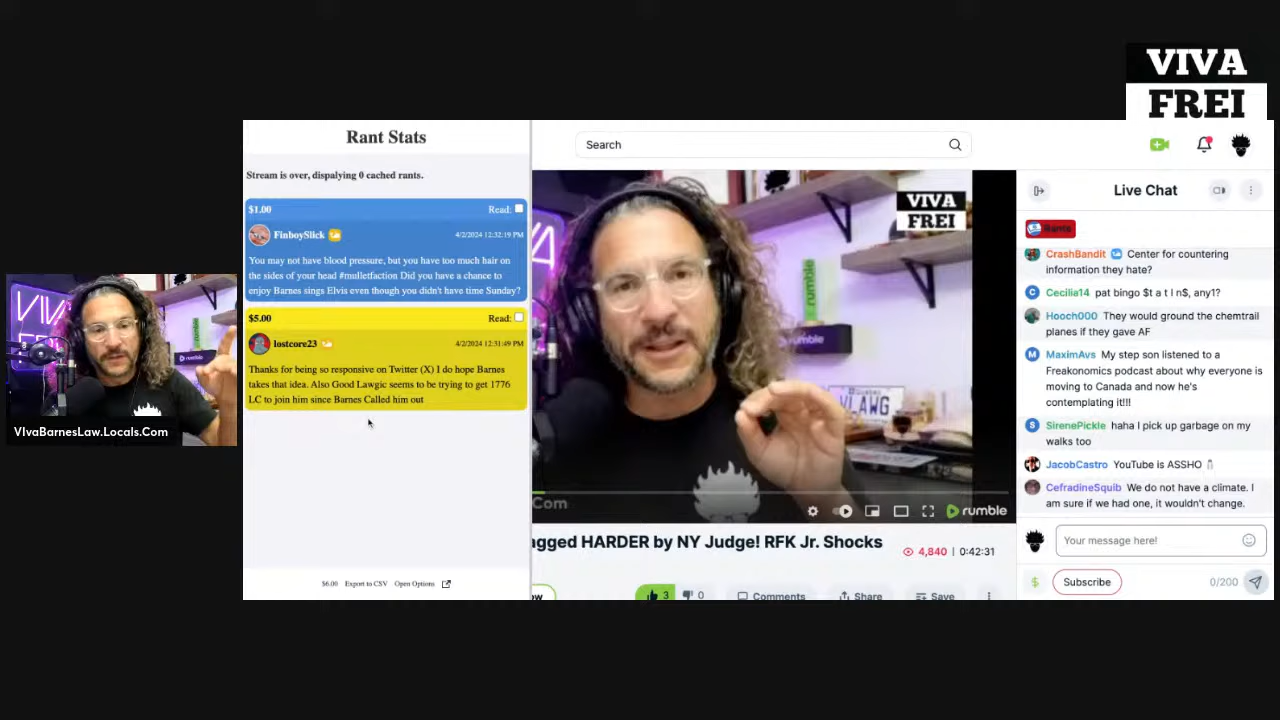 VIVA
FREI
Rant Stats
Stream is over, dispalying 0 cached rants.
$1.00
Read:
FinboySlick
4/2/2024 12:32:19 PM
You may not have blood pressure, but you have too much hair on
the sides of your head #mulletfaction Did you have a chance to
enjoy Barnes sings Elvis even though you didn't have time Sunday?
$5.00
Read:
lostcore23
4/2/2024 12:31:49 PM
Thanks for being so responsive on Twitter (X) I do hope Barnes
takes that idea. Also Good Lawgic seems to be trying to get 1776
LC to join him since Barnes Called him out
$6.00 Export to CSV Open Options
VIvaBarnesLaw.Locals.Com
Search
VIVA
FREI
rumble
rumble
VLAWG
Com
rumble
agged HARDER by NY Judge! RFK Jr. Shocks
4,840 | 0:42:31
ow
3
0
Comments
Share
Save
Live Chat
Rants
CrashBandit Center for countering
information they hate?
Cecilia14 pat bingo $t a t I n$, any1?
Hooch000 They would ground the chemtrail
planes if they gave AF
MaximAvs My step son listened to a
Freakonomics podcast about why everyone is
moving to Canada and now he's
contemplating it!!!
SirenePickle haha I pick up garbage on my
walks too
JacobCastro YouTube is ASSHO
CefradineSquib We do not have a climate. I
am sure if we had one, it wouldn't change.
Your message here!
$
Subscribe
0/200